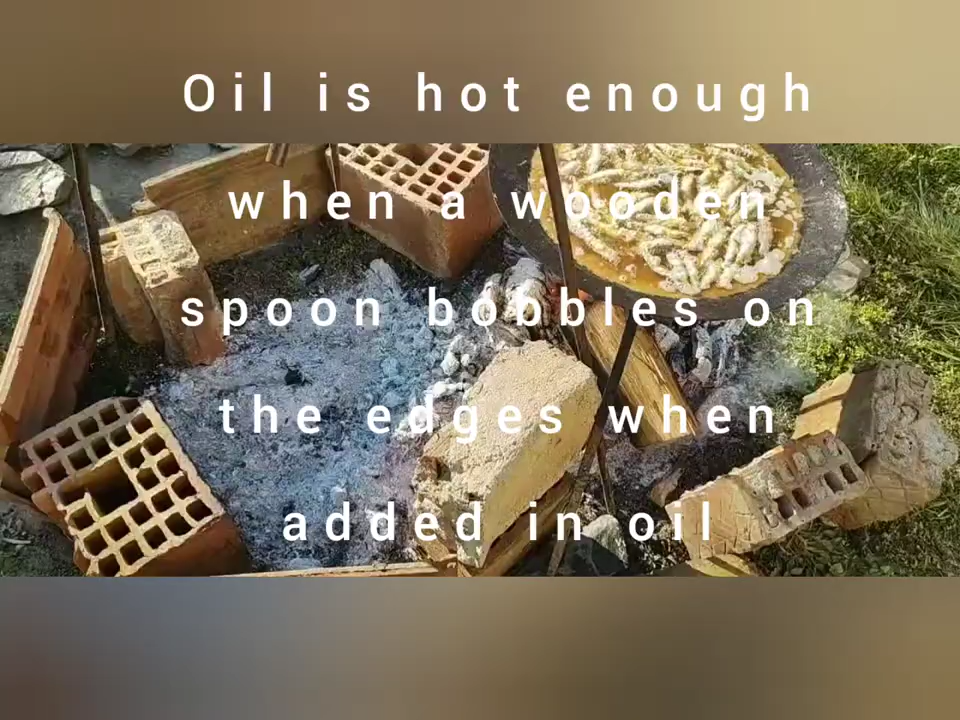 Oil is hot enough
when a wooden
spoon bobbles on
the edges when
added in oil